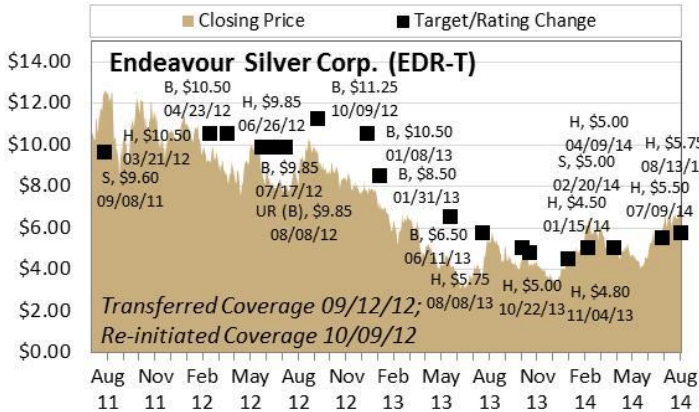 Closing Price Target/Rating Change
$14.00
$12.00
$10.00
$8.00
$6.00
$4.00
$2.00
$0.00
Endeavour Silver Corp. (EDR-T)
S, $9.60
09/08/11
H, $10.50
03/21/12
B, $10.50
04/23/12
H, $9.85
06/26/12
B, $9.85
07/17/12
UR (B), $9.85
08/08/12
B, $11.25
10/09/12
B, $10.50
01/08/13
B, $8.50
01/31/13
B, $6.50
06/11/13
H, $5.75
08/08/13
H, $5.00
10/22/13
H, $4.80
11/04/13
H, $4.50
01/15/14
S, $5.00
02/20/14
H, $5.00
04/09/14
H, $5.50
07/09/14
H, $5.75
08/13/1
Transferred Coverage 09/12/12;
Re-initiated Coverage 10/09/12
Aug Nov Feb May Aug Nov Feb May Aug Nov Feb May Aug
11 11 12 12 12 12 13 13 13 13 14 14 14